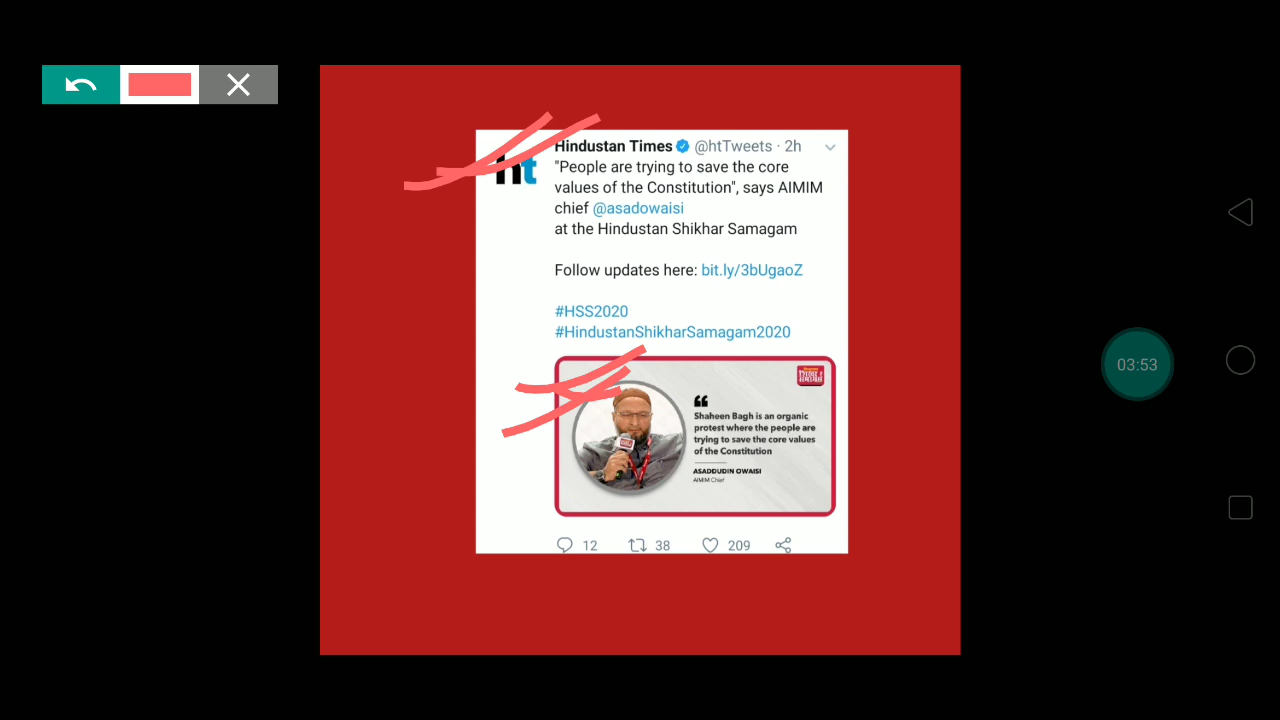 Hindustan Times @htTweets · 2h
ht
"People are trying to save the core
values of the Constitution", says AIMIM
chief @asadowaisi
at the Hindustan Shikhar Samagam
Follow updates here: bit.ly/3bUgaoZ
#HSS2020
#HindustanShikharSamagam2020
Shaheen Bagh is an organic
protest where the people are
trying to save the core values
of the Constitution
ASADDUDIN OWAISI
AIMIM Chief
12 38 209
03:53